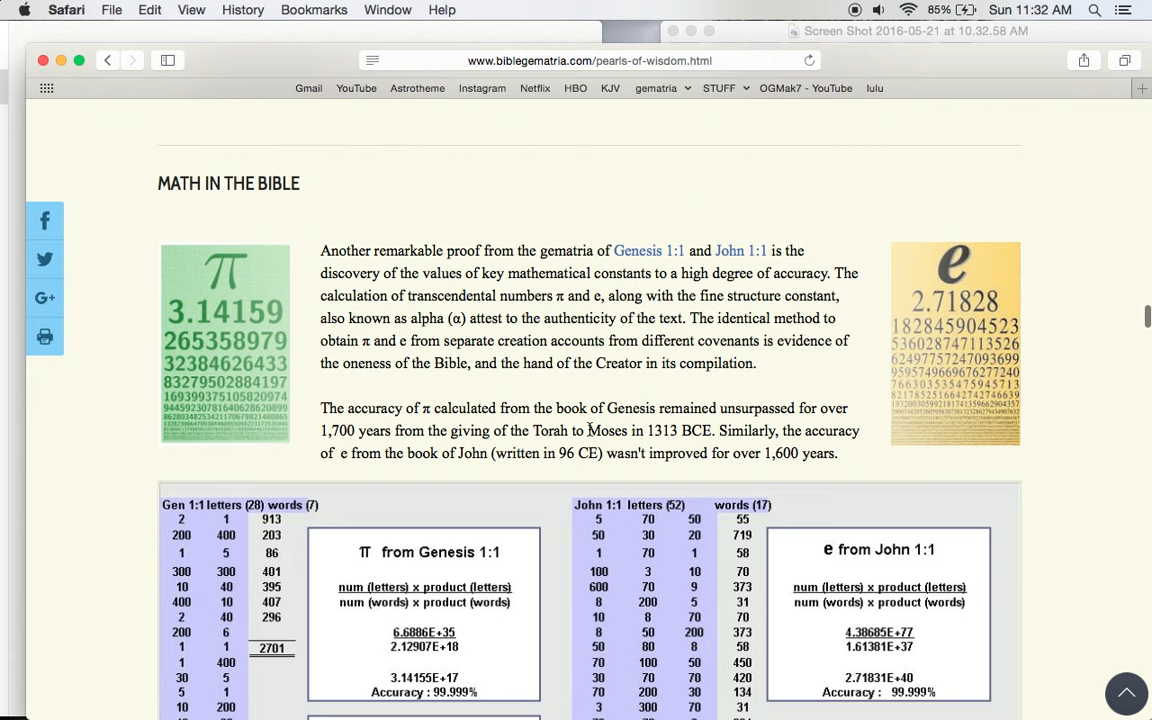 Safari File Edit View History Bookmarks Window Help 85% Sun 11:32 AM
Screen Shot 2016-05-21 at 10.32.58 AM
www.biblegematria.com/pearls-of-wisdom.html
Gmail YouTube Astrotheme Instagram Netflix HBO KJV gematria STUFF OGMak7 - YouTube lulu
MATH IN THE BIBLE
π
3.14159
265358979
32384626433
83279502884197
16939937510582097
Another remarkable proof from the gematria of Genesis 1:1 and John 1:1 is the
discovery of the values of key mathematical constants to a high degree of accuracy. The
calculation of transcendental numbers π and e, along with the fine structure constant,
also known as alpha (α) attest to the authenticity of the text. The identical method to
obtain π and e from separate creation accounts from different covenants is evidence of
the oneness of the Bible, and the hand of the Creator in its compilation.
The accuracy of π calculated from the book of Genesis remained unsurpassed for over
1,700 years from the giving of the Torah to Moses in 1313 BCE. Similarly, the accuracy
of e from the book of John (written in 96 CE) wasn't improved for over 1,600 years.
e
2.71828
182845904523
536028747113526
Gen 1:1 letters (28) words (7)
2 1 913
200 400 203
1 5 86
300 300 401
10 40 395
400 10 407
2 40 296
200 6
1 1 2701
1 400
30 5
5 1
10 200
π from Genesis 1:1
num (letters) x product (letters)
num (words) x product (words)
6.6886E+35
2.12907E+18
3.14155E+17
Accuracy : 99.999%
John 1:1 letters (52) words (17)
5 70 50 55
50 30 20 719
1 70 1 58
100 3 10 70
600 70 9 373
8 200 5 31
10 8 70 70
8 50 200 373
50 80 8 58
70 100 50 450
30 70 70 420
70 200 30 134
3 300 70 31
e from John 1:1
num (letters) x product (letters)
num (words) x product (words)
4.38685E+77
1.61381E+37
2.71831E+40
Accuracy : 99.999%